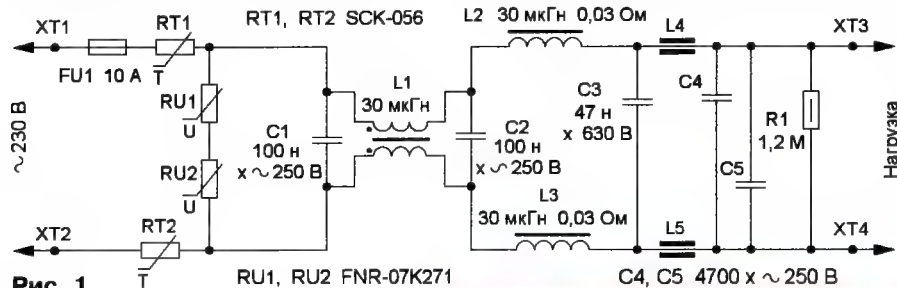 XT1
RT1
RT1, RT2 SCK-056
L2
30 мкГн 0,03 Ом
L4
XT3
FU1 10 А
T
~ 230 В
RU1
U
RU2
U
C1
100 н
х ~ 250 В
L1
30 мкГн
C2
100 н
х ~ 250 В
C3
47 н
х 630 В
C4
C5
R1
1,2 М
Нагрузка
XT2
RT2
T
L3
30 мкГн 0,03 Ом
L5
XT4
Рис. 1
RU1, RU2 FNR-07K271
C4, C5 4700 х ~ 250 В